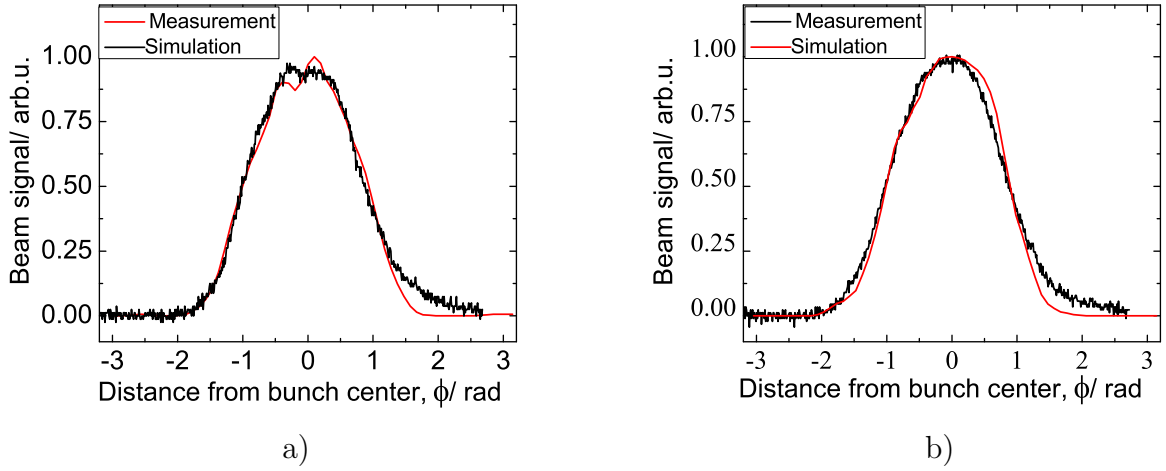 Measurement
Simulation
1.00
0.75
0.50
0.25
0.00
Beam signal/ arb.u.
-3 -2 -1 0 1 2 3
Distance from bunch center, ϕ/ rad
a)
Measurement
Simulation
1.00
0.75
0.50
0.25
0.00
Beam signal/ arb.u.
-3 -2 -1 0 1 2 3
Distance from bunch center, ϕ/ rad
b)